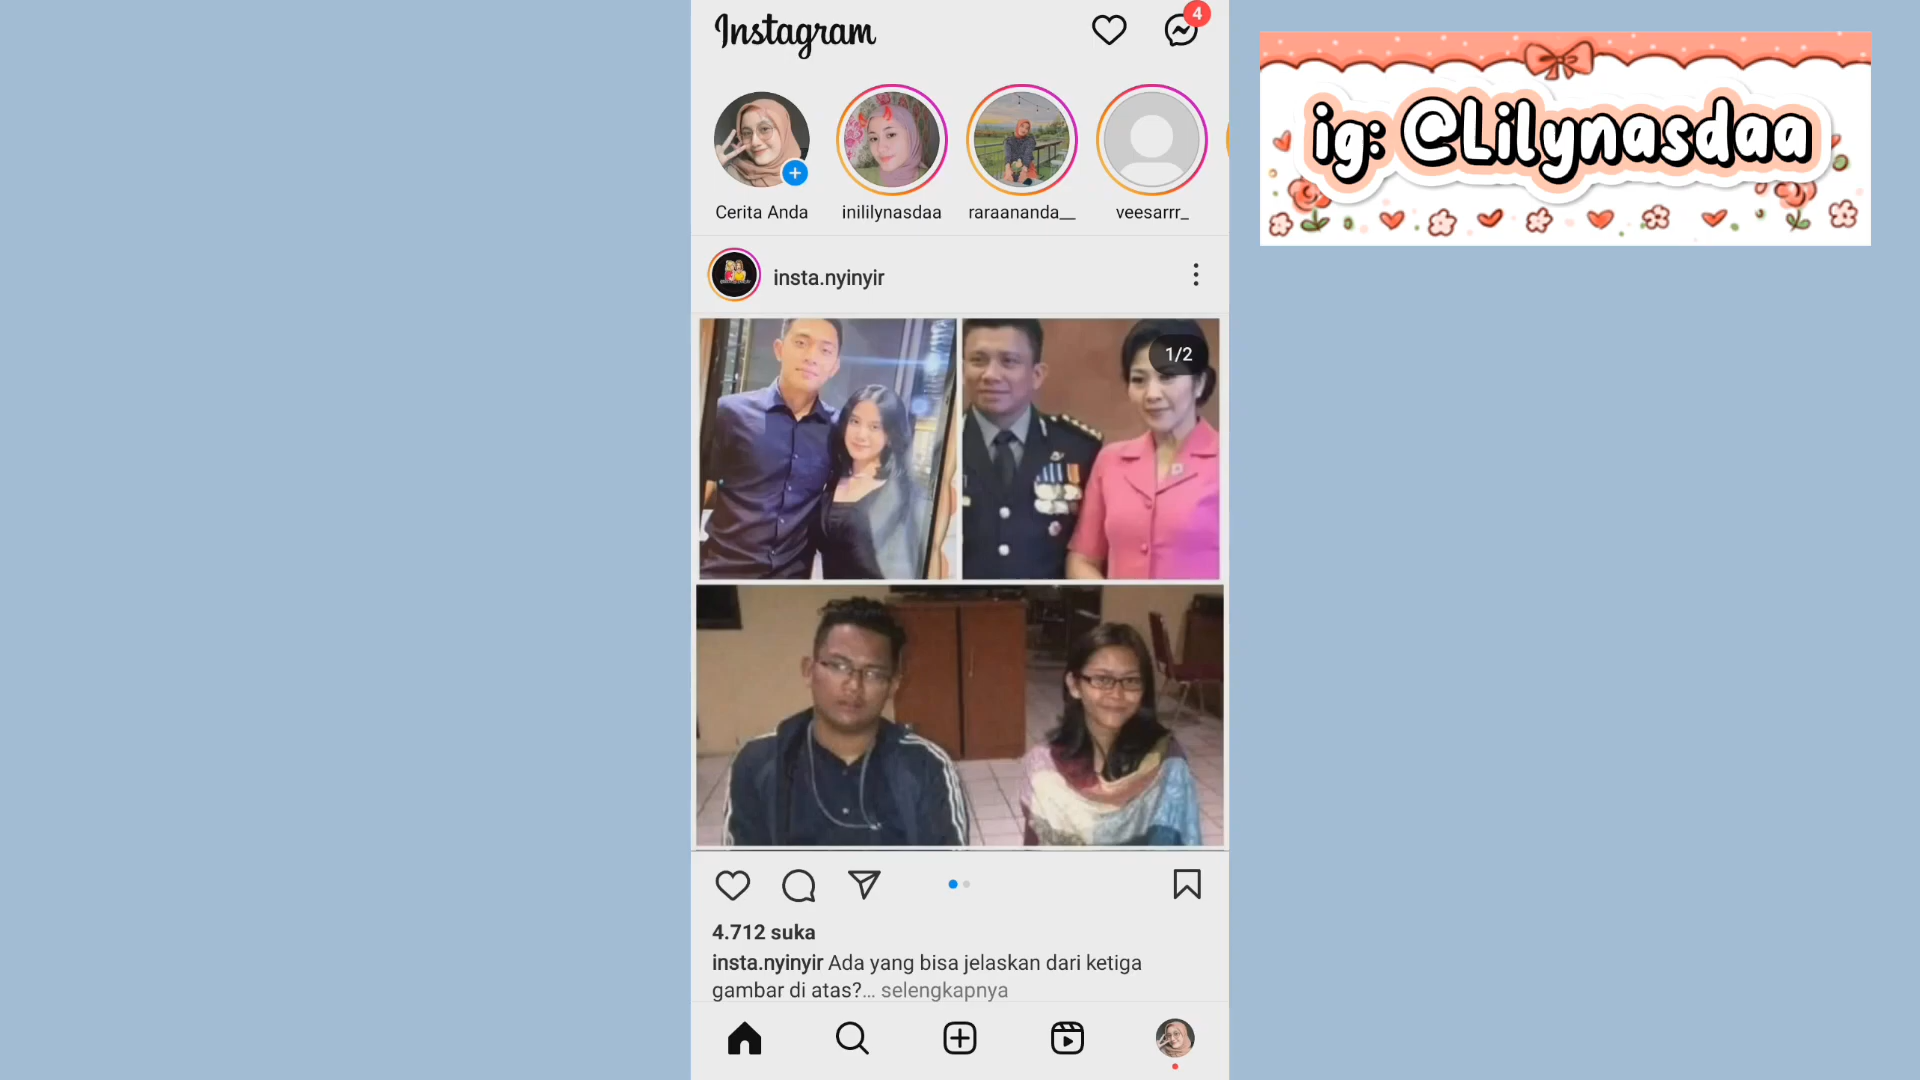 Instagram
4
ig: @Lilynasdaa
Cerita Anda
inililynasdaa
raraananda__
veesarrr_
insta.nyinyir
1/2
4.712 suka
insta.nyinyir Ada yang bisa jelaskan dari ketiga
gambar di atas?... selengkapnya